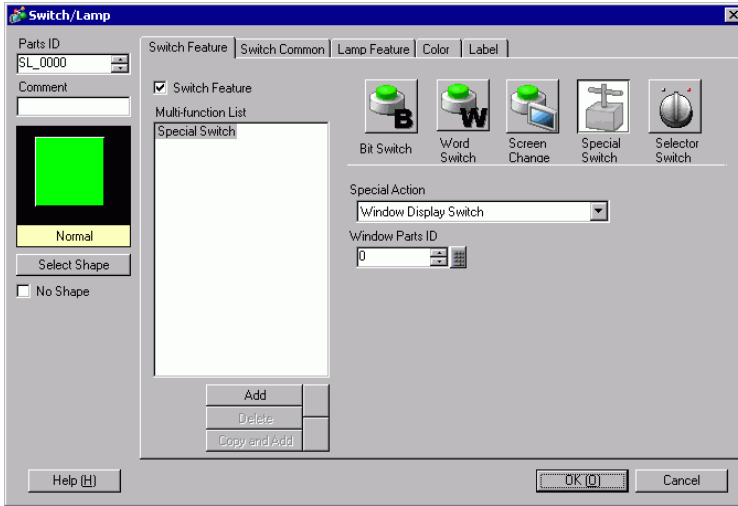 Switch/Lamp
Parts ID
SL_0000
Comment
Normal
Select Shape
No Shape
Help (H)
Switch Feature
Switch Common
Lamp Feature
Color
Label
Switch Feature
Multi-function List
Special Switch
Add
Delete
Copy and Add
B
Bit Switch
W
Word
Switch
Screen
Change
Special
Switch
Selector
Switch
Special Action
Window Display Switch
Window Parts ID
0
OK (O)
Cancel